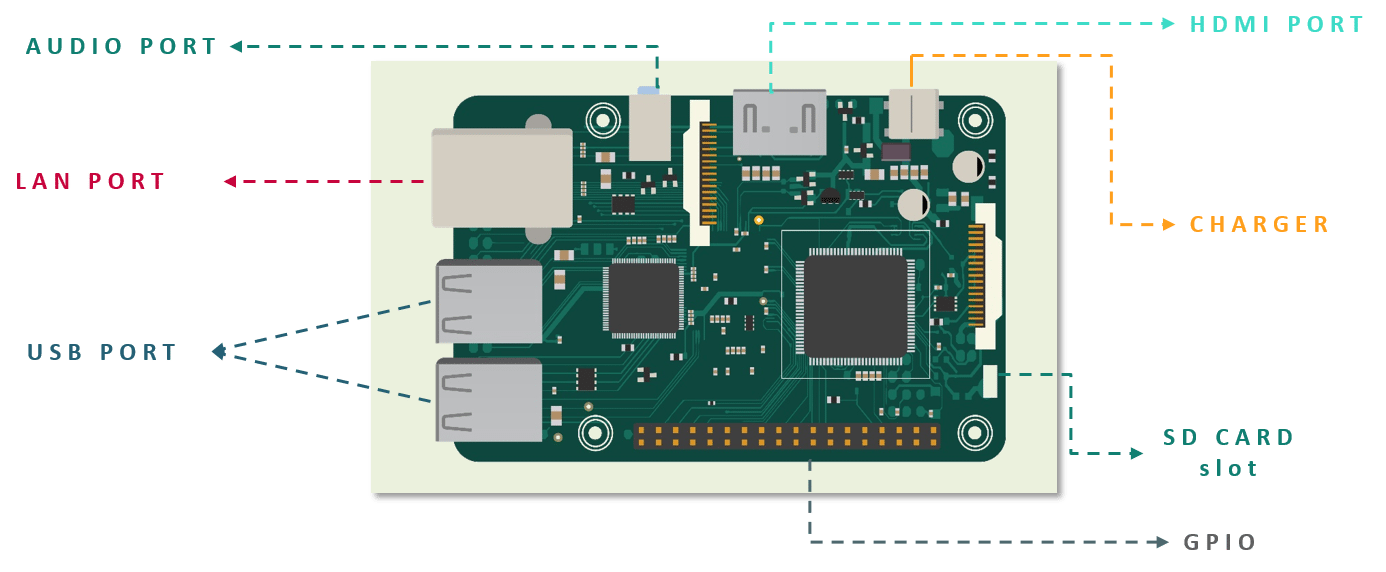 HDMI PORT
AUDIO PORT
LAN PORT
CHARGER
USB PORT
SD CARD
slot
GPIO